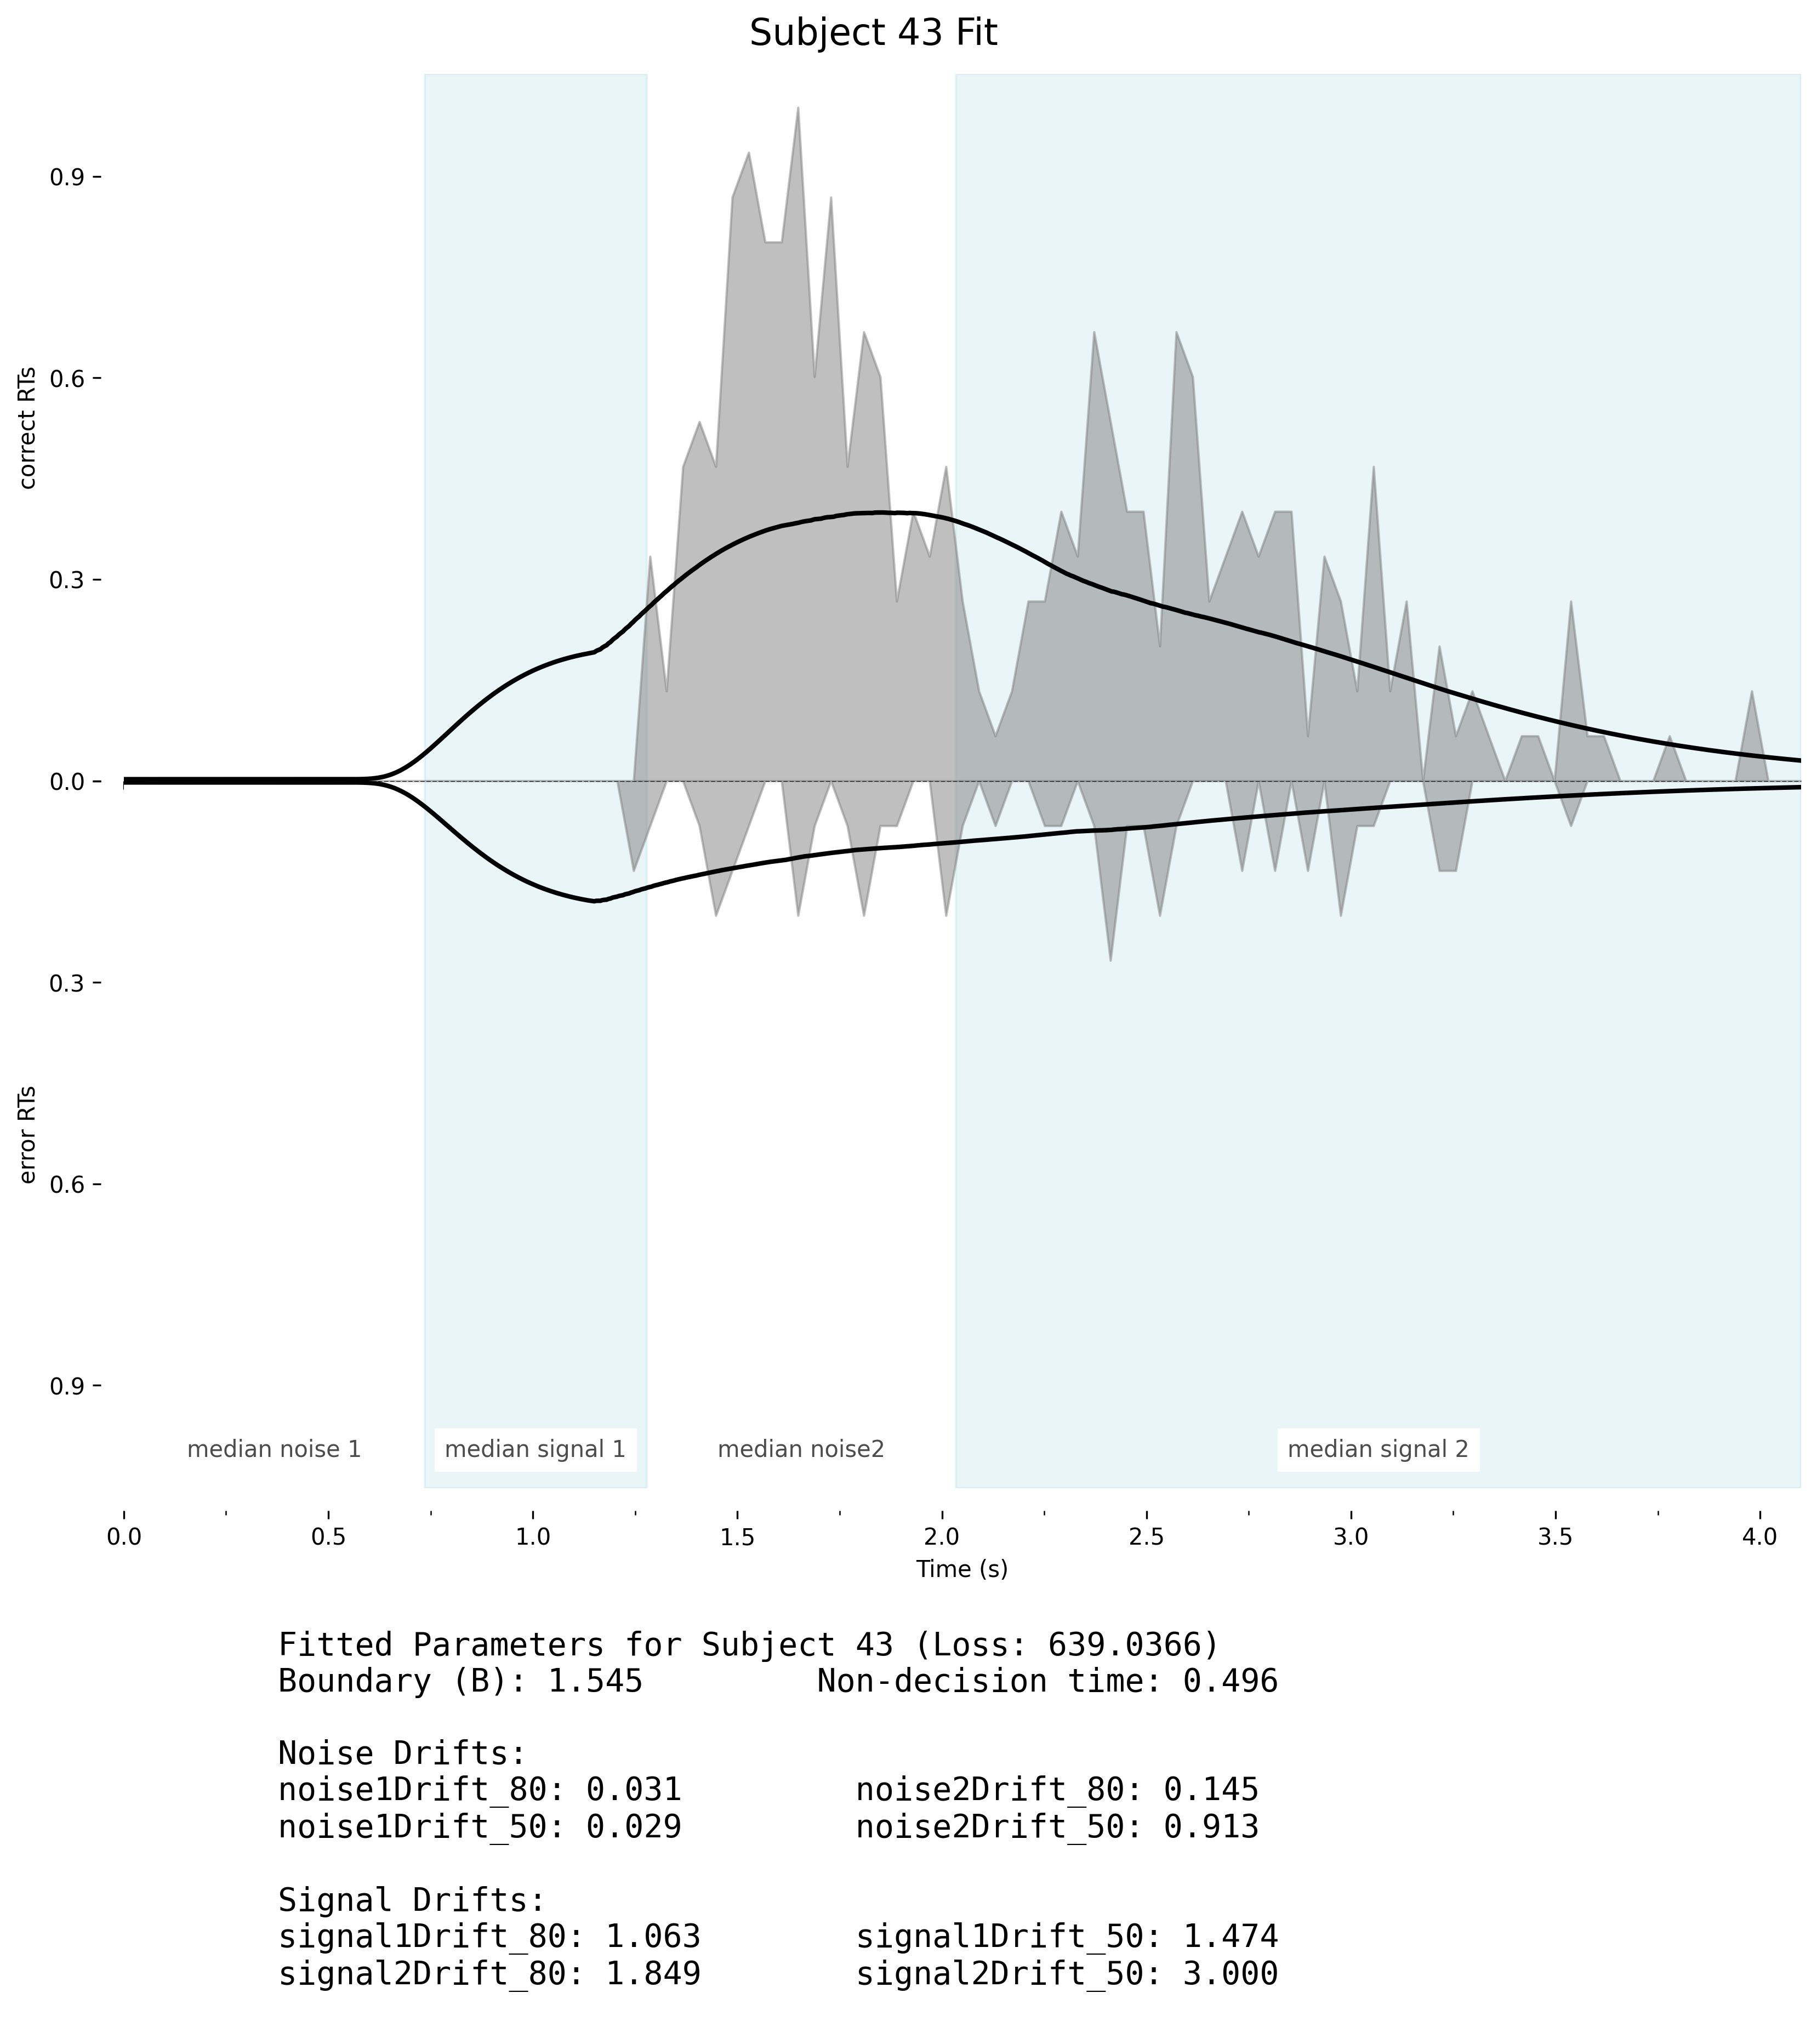 Subject 43 Fit
correct RTs
error RTs
0.9
0.6
0.3
0.0
0.3
0.6
0.9
median noise 1
median signal 1
median noise2
median signal 2
0.0 0.5 1.0 1.5 2.0 2.5 3.0 3.5 4.0
Time (s)
Fitted Parameters for Subject 43 (Loss: 639.0366)
Boundary (B): 1.545 Non-decision time: 0.496
Noise Drifts:
noise1Drift_80: 0.031 noise2Drift_80: 0.145
noise1Drift_50: 0.029 noise2Drift_50: 0.913
Signal Drifts:
signal1Drift_80: 1.063 signal1Drift_50: 1.474
signal2Drift_80: 1.849 signal2Drift_50: 3.000